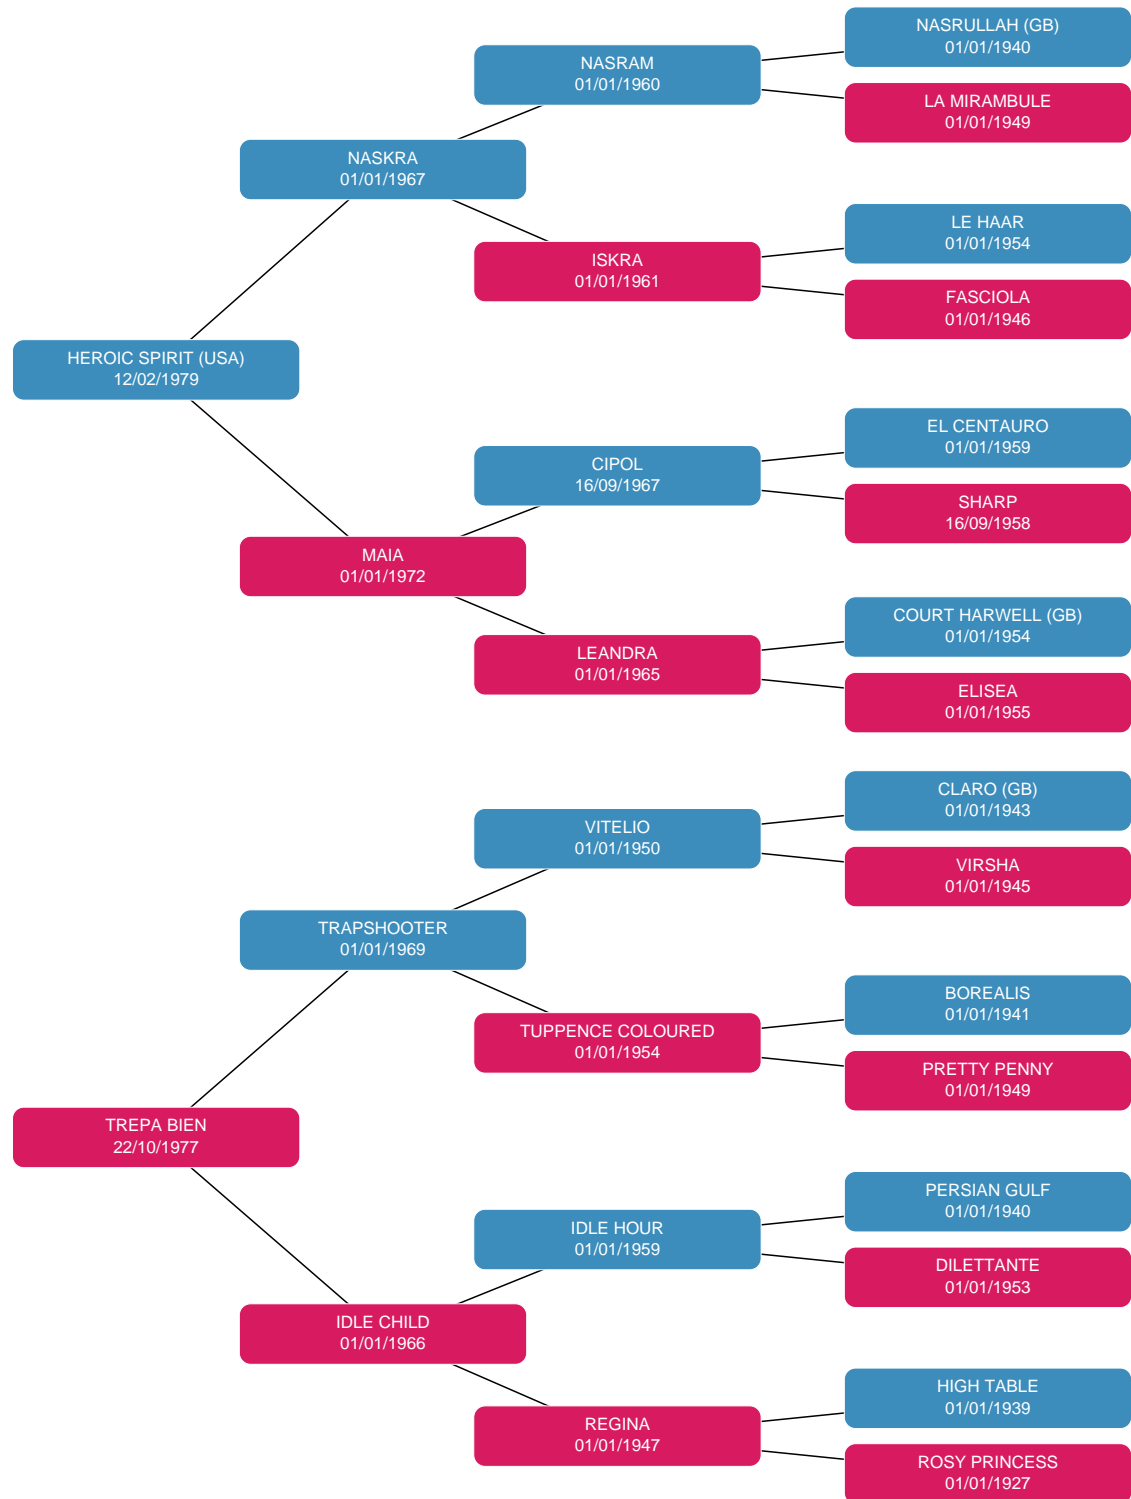 NASRULLAH (GB)
01/01/1940
NASRAM
01/01/1960
LA MIRAMBULE
01/01/1949
NASKRA
01/01/1967
LE HAAR
01/01/1954
ISKRA
01/01/1961
FASCIOLA
01/01/1946
HEROIC SPIRIT (USA)
12/02/1979
EL CENTAURO
01/01/1959
CIPOL
16/09/1967
SHARP
16/09/1958
MAIA
01/01/1972
COURT HARWELL (GB)
01/01/1954
LEANDRA
01/01/1965
ELISEA
01/01/1955
CLARO (GB)
01/01/1943
VITELIO
01/01/1950
VIRSHA
01/01/1945
TRAPSHOOTER
01/01/1969
BOREALIS
01/01/1941
TUPPENCE COLOURED
01/01/1954
PRETTY PENNY
01/01/1949
TREPA BIEN
22/10/1977
PERSIAN GULF
01/01/1940
IDLE HOUR
01/01/1959
DILETTANTE
01/01/1953
IDLE CHILD
01/01/1966
HIGH TABLE
01/01/1939
REGINA
01/01/1947
ROSY PRINCESS
01/01/1927